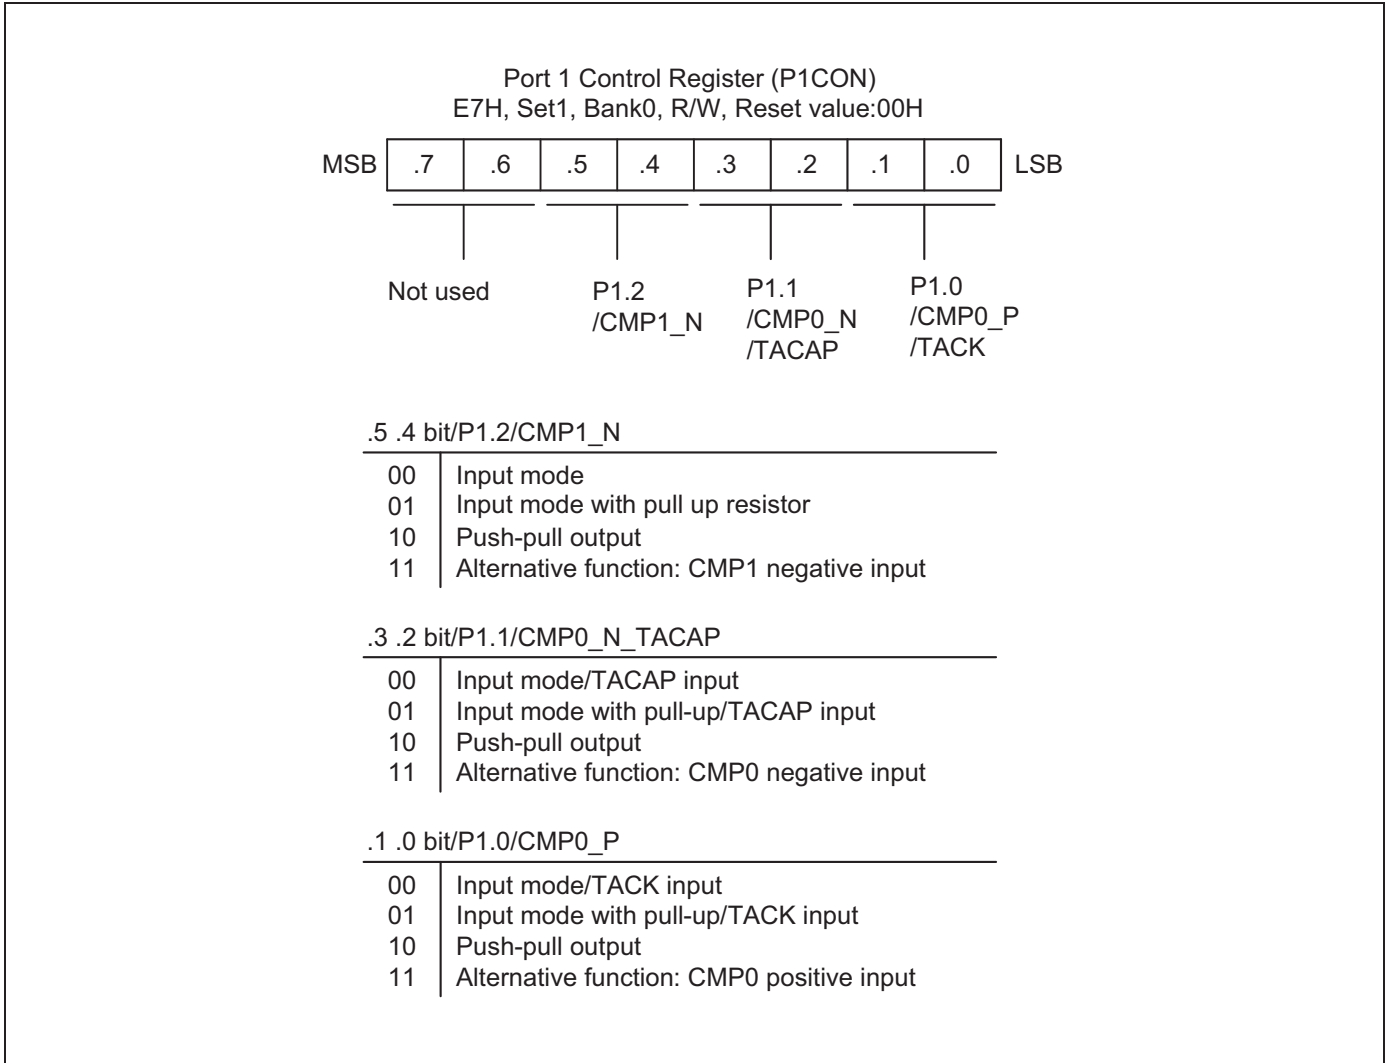 Port 1 Control Register (P1CON)
E7H, Set1, Bank0, R/W, Reset value:00H
MSB .7 .6 .5 .4 .3 .2 .1 .0 LSB
Not used
P1.2
/CMP1_N
P1.1
/CMP0_N
/TACAP
P1.0
/CMP0_P
/TACK
.5 .4 bit/P1.2/CMP1_N
00 Input mode
01 Input mode with pull up resistor
10 Push-pull output
11 Alternative function: CMP1 negative input
.3 .2 bit/P1.1/CMP0_N_TACAP
00 Input mode/TACAP input
01 Input mode with pull-up/TACAP input
10 Push-pull output
11 Alternative function: CMP0 negative input
.1 .0 bit/P1.0/CMP0_P
00 Input mode/TACK input
01 Input mode with pull-up/TACK input
10 Push-pull output
11 Alternative function: CMP0 positive input